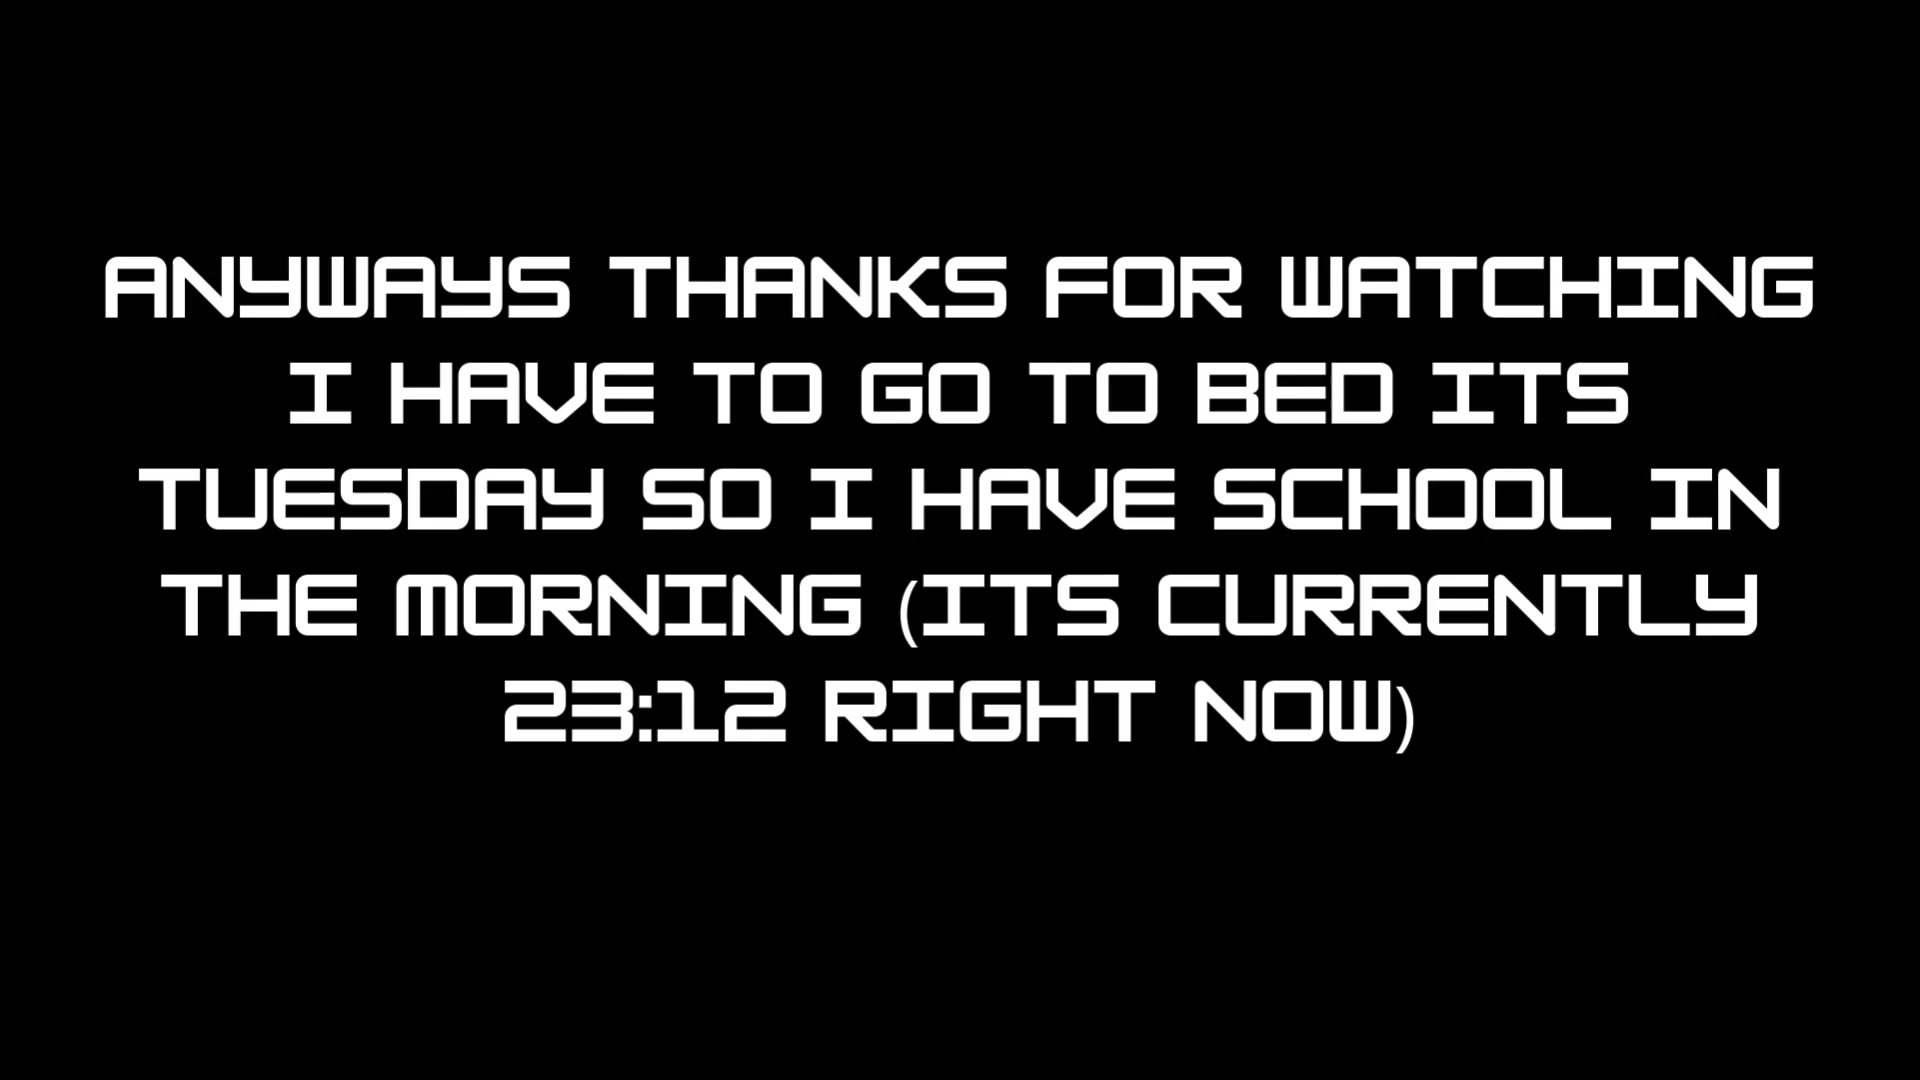 ANYWAYS THANKS FOR WATCHING
I HAVE TO GO TO BED ITS
TUESDAY SO I HAVE SCHOOL IN
THE MORNING (ITS CURRENTLY
23:12 RIGHT NOW)